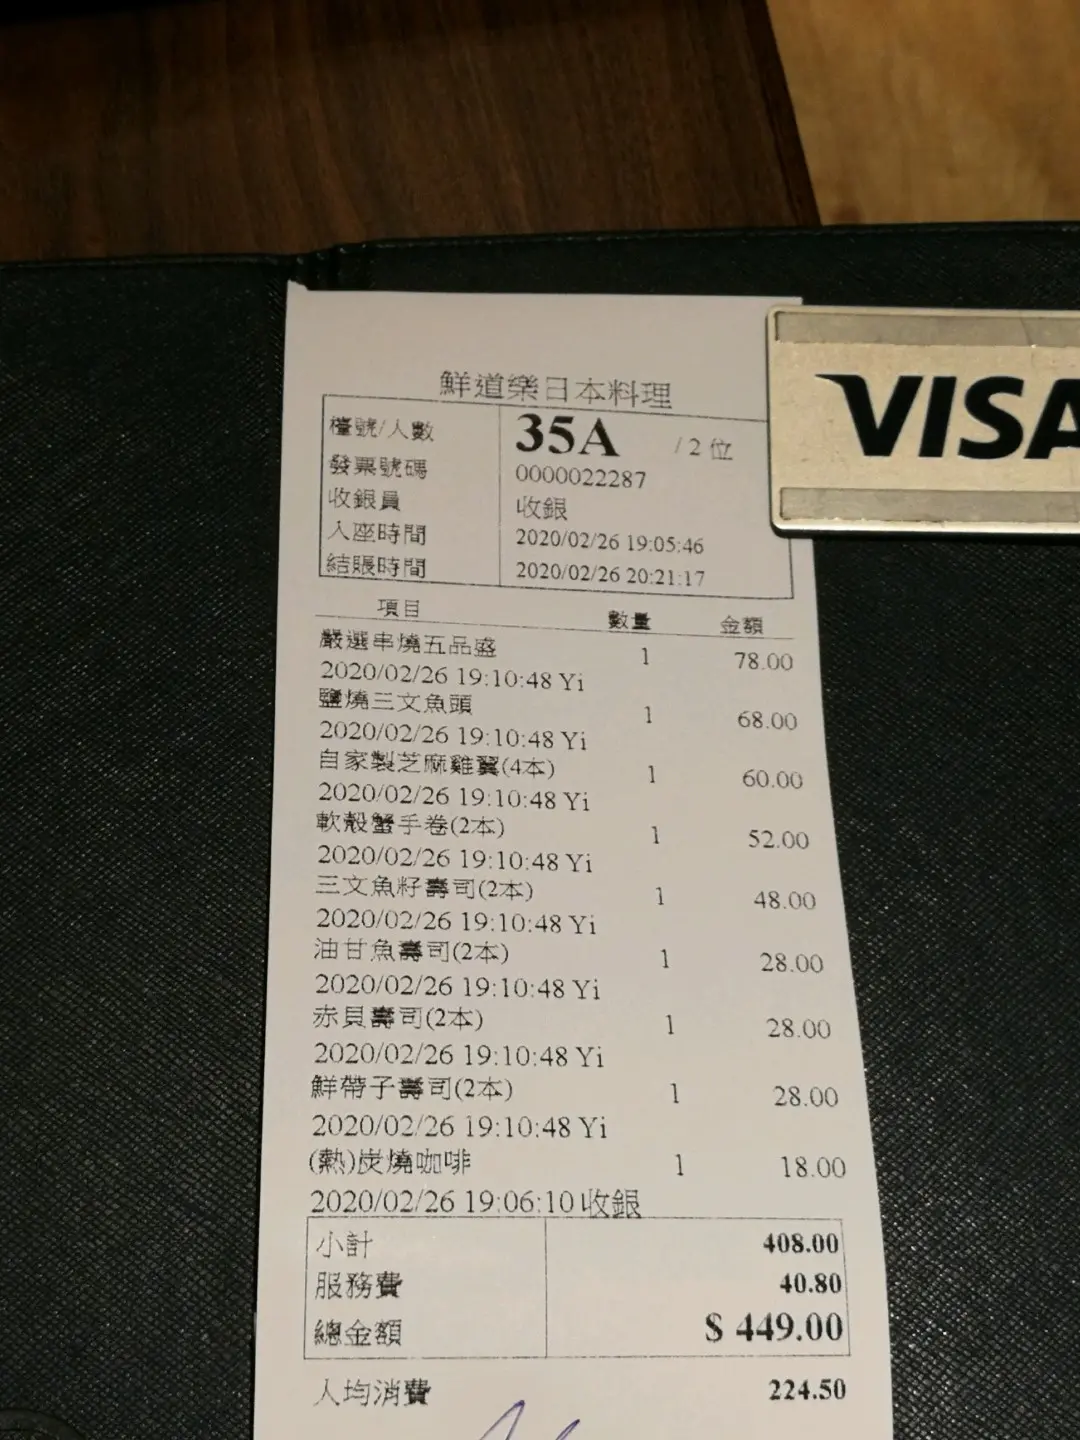 鮮道樂日本料理
檯號/人數 35A /2 位
發票號碼 0000022287
收銀員 收銀
入座時間 2020/02/26 19:05:46
結賬時間 2020/02/26 20:21:17
VISA
項目 數量 金額
嚴選串燒五品盛 1 78.00
2020/02/26 19:10:48 Yi
鹽燒三文魚頭 1 68.00
2020/02/26 19:10:48 Yi
自家製芝麻雞翼(4本) 1 60.00
2020/02/26 19:10:48 Yi
軟殼蟹手卷(2本) 1 52.00
2020/02/26 19:10:48 Yi
三文魚籽壽司(2本) 1 48.00
2020/02/26 19:10:48 Yi
油甘魚壽司(2本) 1 28.00
2020/02/26 19:10:48 Yi
赤貝壽司(2本) 1 28.00
2020/02/26 19:10:48 Yi
鮮帶子壽司(2本) 1 28.00
2020/02/26 19:10:48 Yi
(熱)炭燒咖啡 1 18.00
2020/02/26 19:06:10 收銀
小計 408.00
服務費 40.80
總金額 $ 449.00
人均消費 224.50